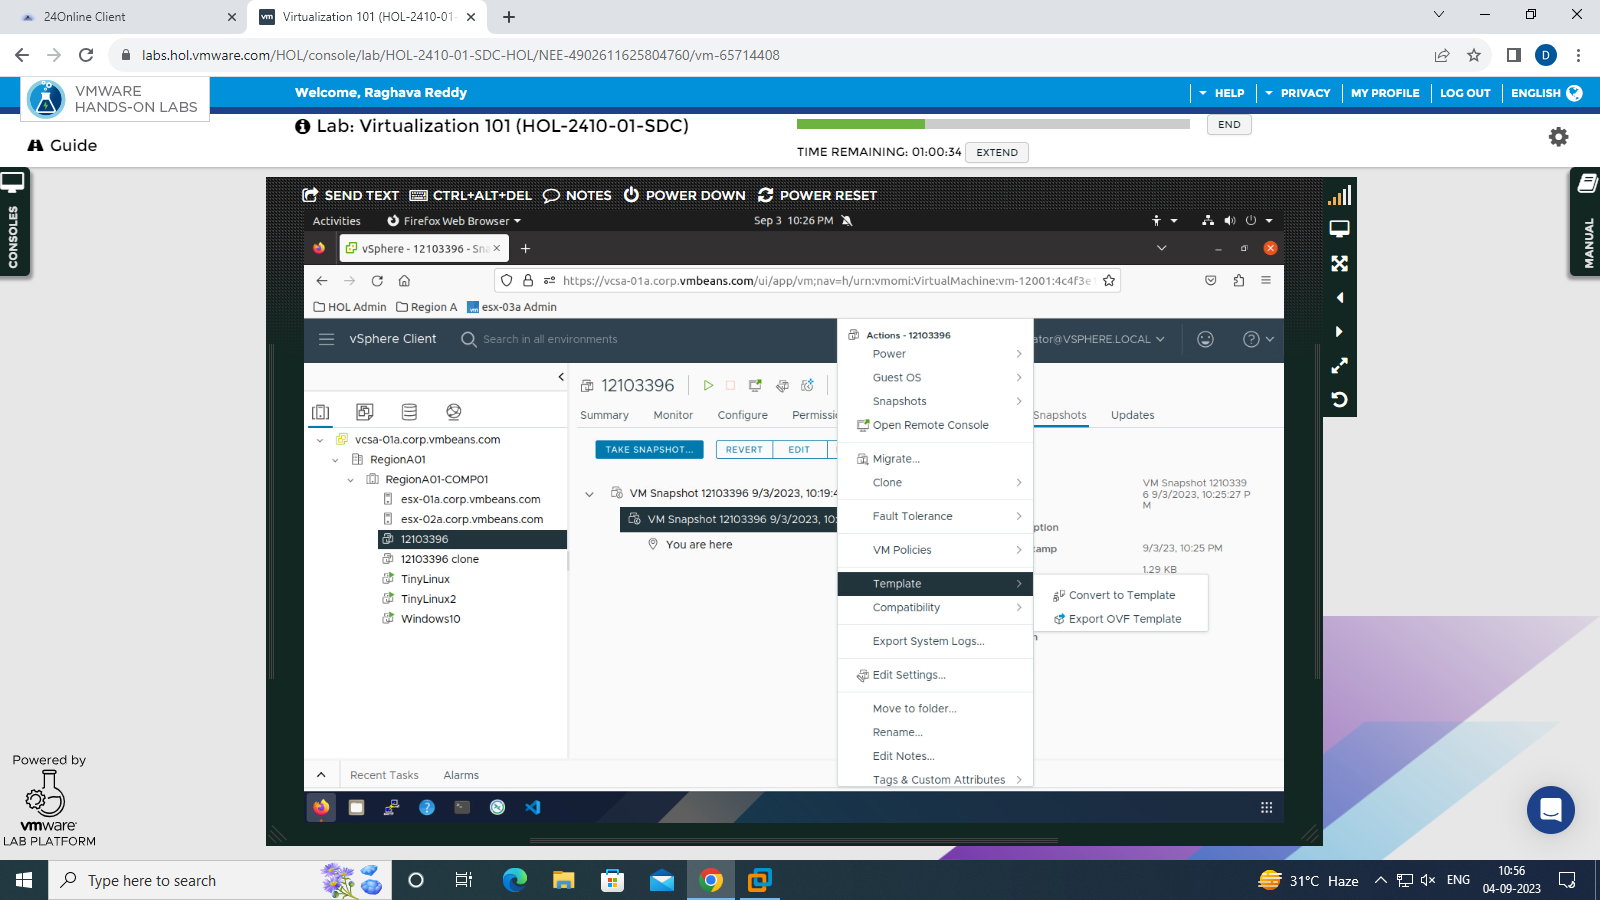 24Online Client
Virtualization 101 (HOL-2410-01-
labs.hol.vmware.com/HOL/console/lab/HOL-2410-01-SDC-HOL/NEE-4902611625804760/vm-65714408
D
VMWARE
HANDS-ON LABS
Welcome, Raghava Reddy
HELP
PRIVACY
MY PROFILE
LOG OUT
ENGLISH
Guide
Lab: Virtualization 101 (HOL-2410-01-SDC)
END
TIME REMAINING: 01:00:34
EXTEND
CONSOLES
MANUAL
SEND TEXT
CTRL+ALT+DEL
NOTES
POWER DOWN
POWER RESET
Activities
Firefox Web Browser
Sep 3 10:26 PM
vSphere - 12103396 - Sna
https://vcsa-01a.corp.vmbeans.com/ui/app/vm;nav=h/urn:vmomi:VirtualMachine:vm-12001:4c4f3e
HOL Admin
Region A
esx-03a Admin
vSphere Client
Search in all environments
ator@VSPHERE.LOCAL
12103396
Summary
Monitor
Configure
Permissi
Snapshots
Updates
TAKE SNAPSHOT...
REVERT
EDIT
vcsa-01a.corp.vmbeans.com
RegionA01
RegionA01-COMP01
esx-01a.corp.vmbeans.com
esx-02a.corp.vmbeans.com
12103396
12103396 clone
TinyLinux
TinyLinux2
Windows10
VM Snapshot 12103396 9/3/2023, 10:19:4
VM Snapshot 12103396 9/3/2023, 10:
You are here
Actions - 12103396
Power
Guest OS
Snapshots
Open Remote Console
Migrate...
Clone
Fault Tolerance
VM Policies
Template
Compatibility
Export System Logs...
Edit Settings...
Move to folder...
Rename...
Edit Notes...
Tags & Custom Attributes
Convert to Template
Export OVF Template
VM Snapshot 1210339
6 9/3/2023, 10:25:27 P
M
ption
amp
9/3/23, 10:25 PM
1.29 KB
Recent Tasks
Alarms
Powered by
vmware
LAB PLATFORM
Type here to search
31°C Haze
ENG
10:56
04-09-2023